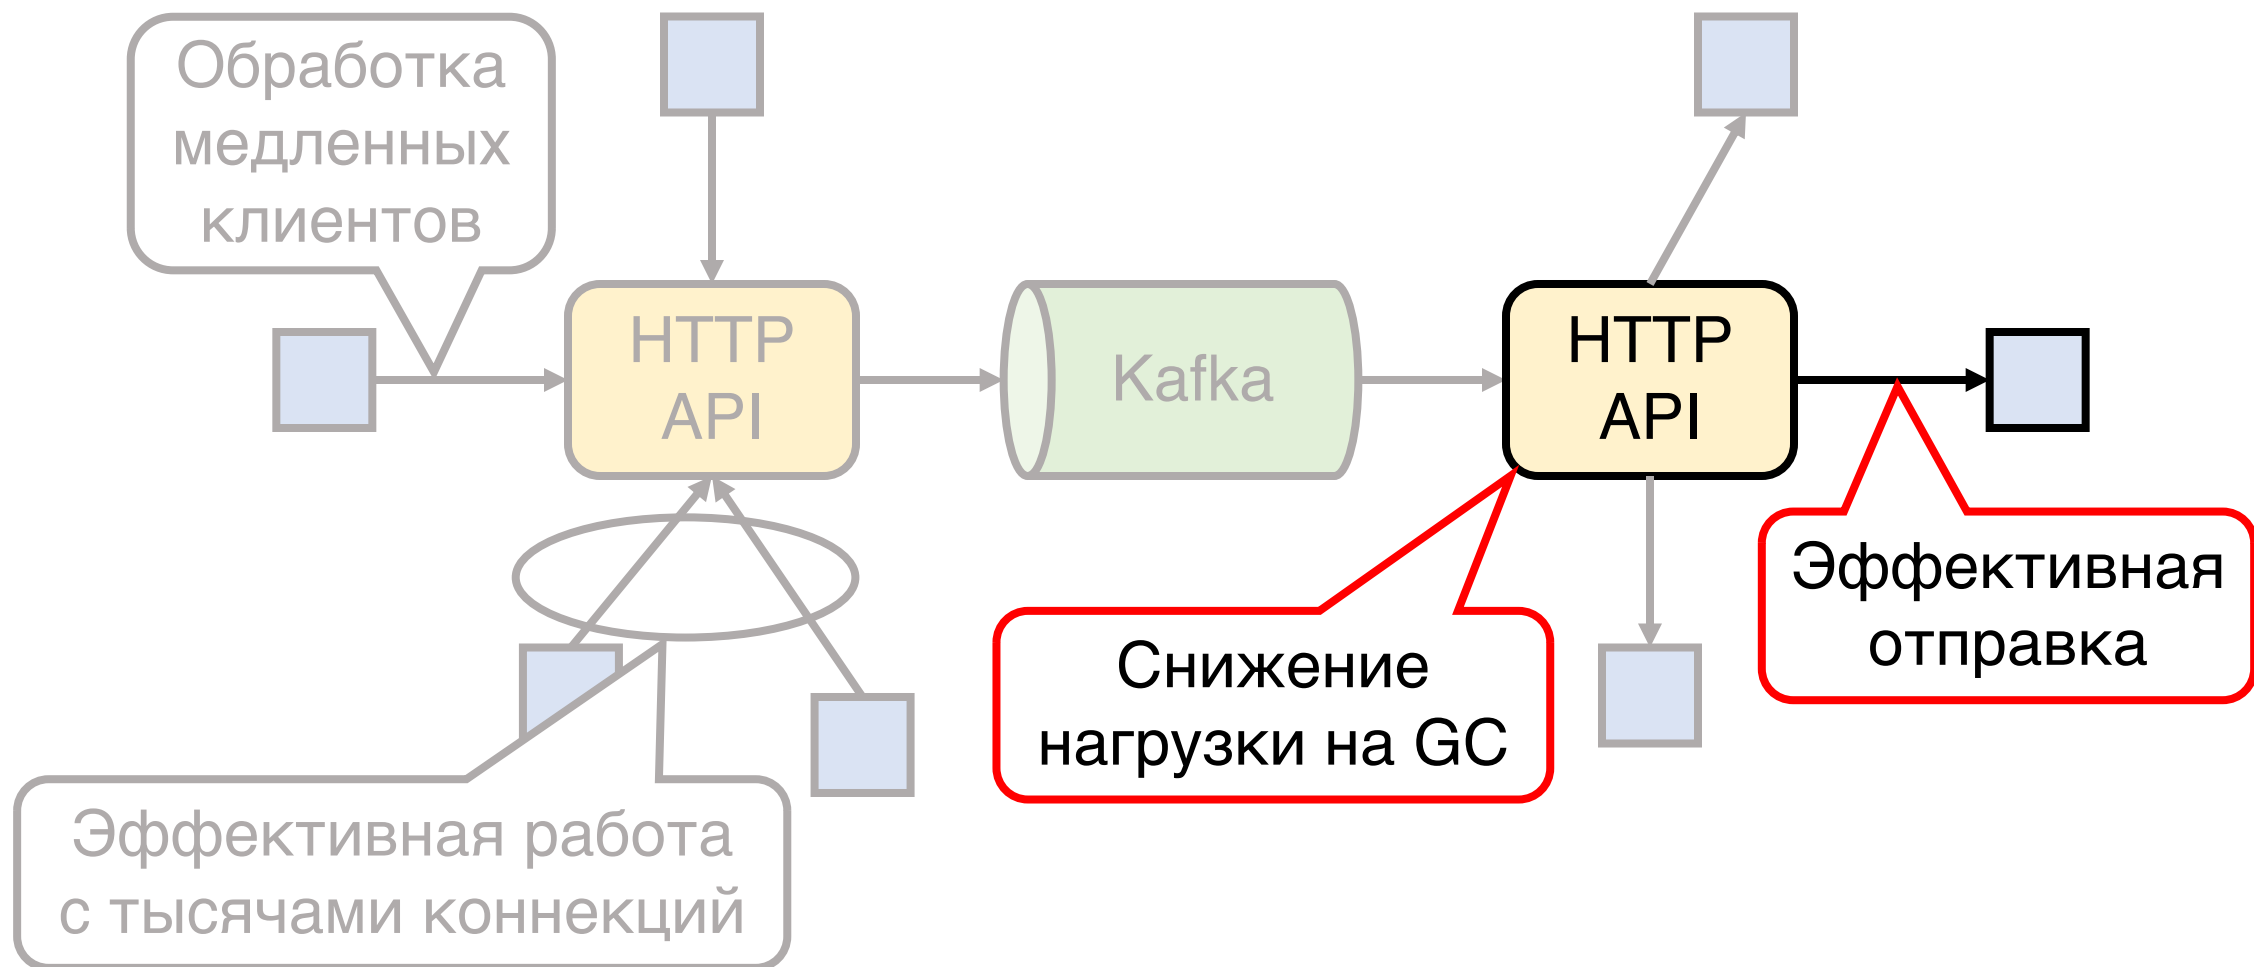 Обработка
медленных
клиентов
HTTP
API
Kafka
HTTP
API
Эффективная
отправка
Снижение
нагрузки на GC
Эффективная работа
с тысячами коннекций